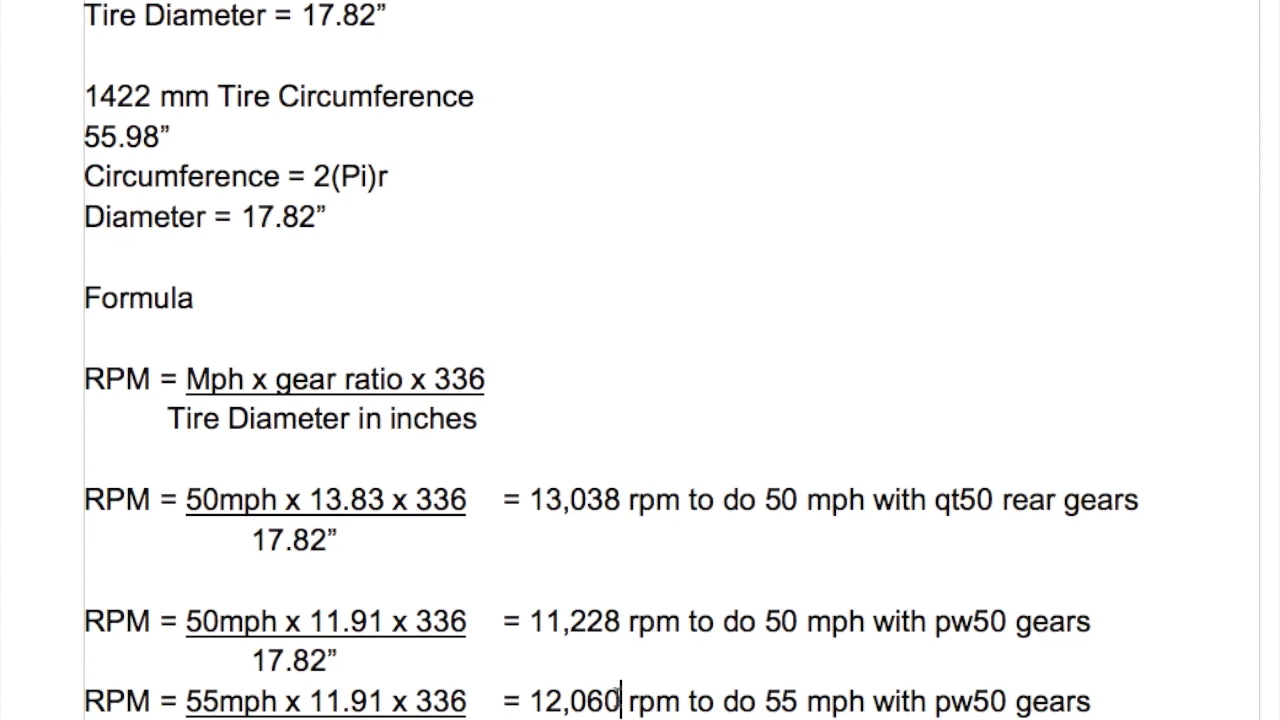 Tire Diameter = 17.82”
1422 mm Tire Circumference
55.98”
Circumference = 2(Pi)r
Diameter = 17.82”
Formula
RPM = Mph x gear ratio x 336
Tire Diameter in inches
RPM = 50mph x 13.83 x 336 = 13,038 rpm to do 50 mph with qt50 rear gears
17.82”
RPM = 50mph x 11.91 x 336 = 11,228 rpm to do 50 mph with pw50 gears
17.82”
RPM = 55mph x 11.91 x 336 = 12,060 rpm to do 55 mph with pw50 gears